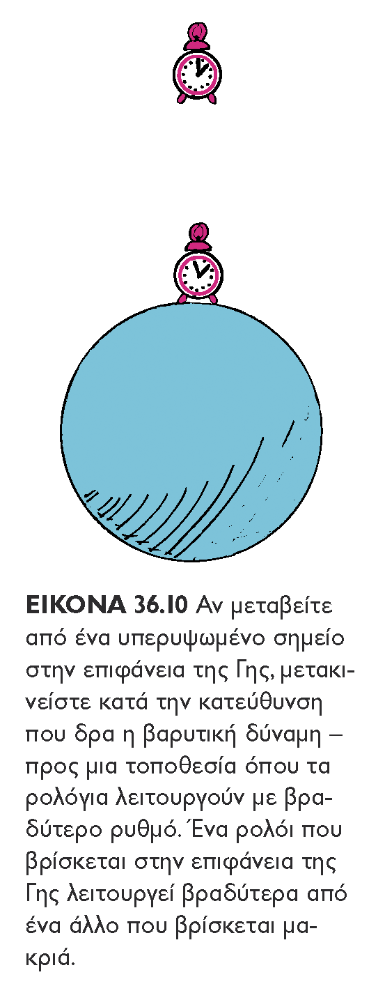 ΕΙΚΟΝΑ 36.10 Αν μεταβείτε
από ένα υπερυψωμένο σημείο
στην επιφάνεια της Γης, μετακι-
νείστε κατά την κατεύθυνση
που δρα η βαρυτική δύναμη –
προς μια τοποθεσία όπου τα
ρολόγια λειτουργούν με βρα-
δύτερο ρυθμό. Ένα ρολόι που
βρίσκεται στην επιφάνεια της
Γης λειτουργεί βραδύτερα από
ένα άλλο που βρίσκεται μα-
κριά.